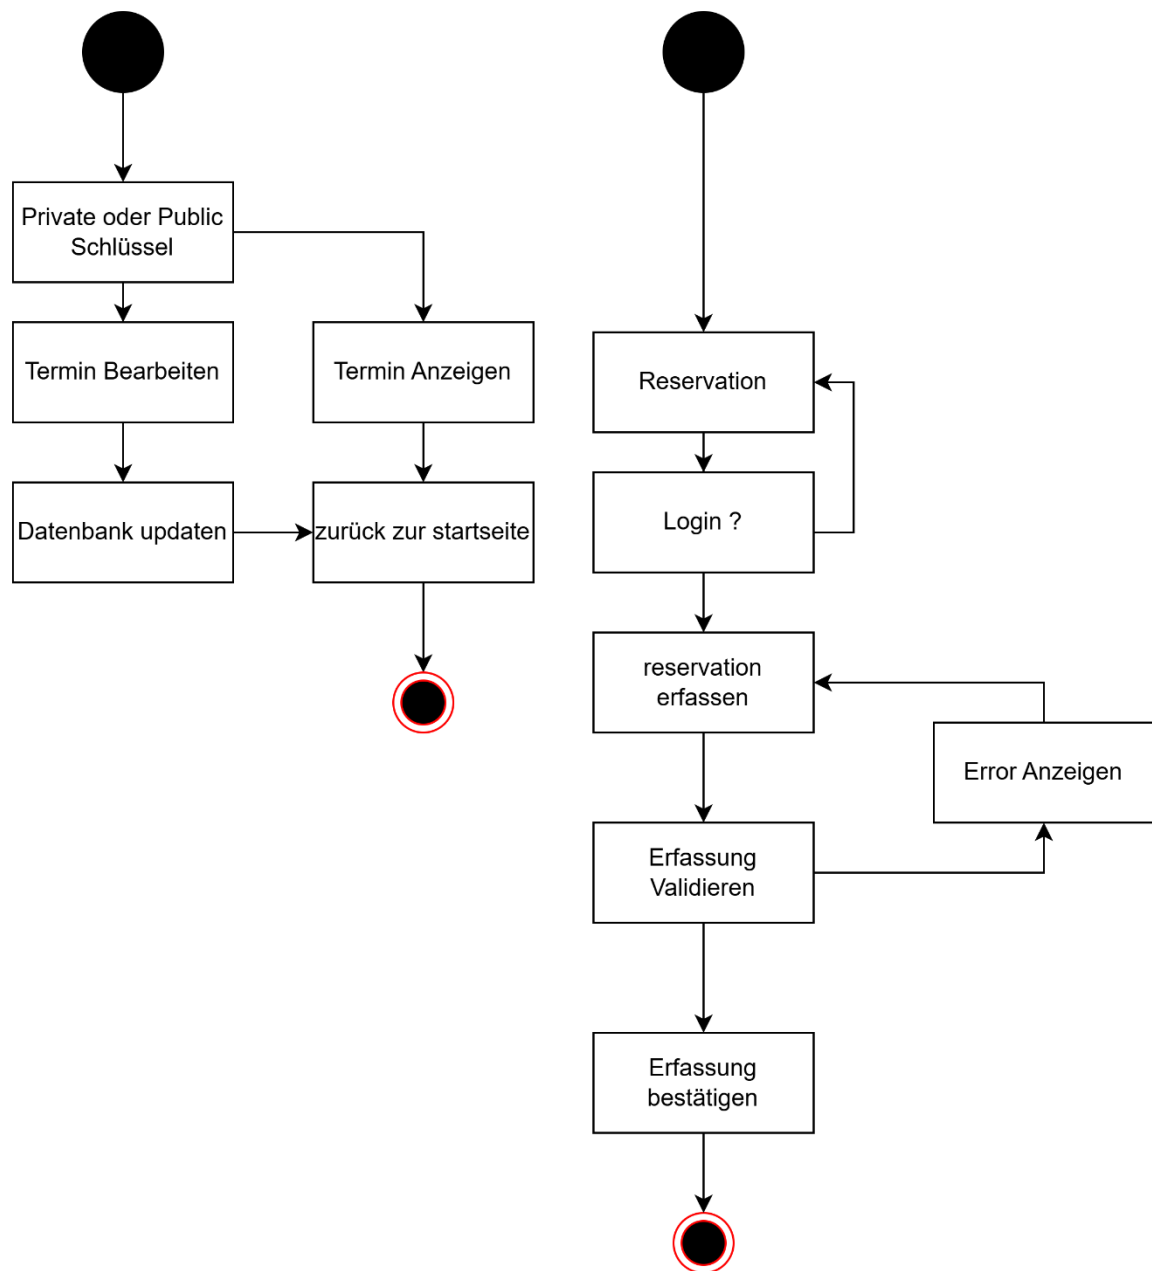 Private oder Public
Schlüssel
Termin Bearbeiten
Termin Anzeigen
Datenbank updaten
zurück zur startseite
Reservation
Login ?
reservation
erfassen
Error Anzeigen
Erfassung
Validieren
Erfassung
bestätigen